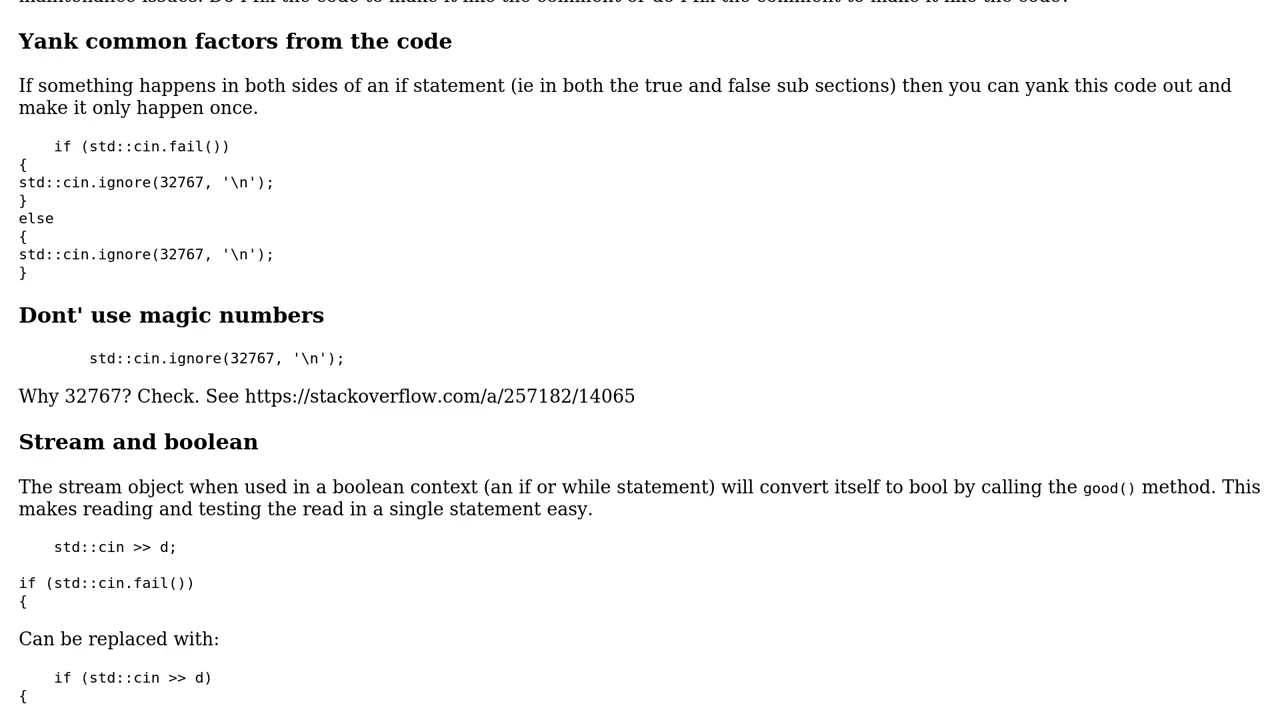 maintenance issues. Do I fix the code to make it like the comment or do I fix the comment to make it like the code?
Yank common factors from the code
If something happens in both sides of an if statement (ie in both the true and false sub sections) then you can yank this code out and
make it only happen once.
    if (std::cin.fail())
{
std::cin.ignore(32767, '\n');
}
else
{
std::cin.ignore(32767, '\n');
}
Dont' use magic numbers
        std::cin.ignore(32767, '\n');
Why 32767? Check. See https://stackoverflow.com/a/257182/14065
Stream and boolean
The stream object when used in a boolean context (an if or while statement) will convert itself to bool by calling the good() method. This
makes reading and testing the read in a single statement easy.
    std::cin >> d;
if (std::cin.fail())
{
Can be replaced with:
    if (std::cin >> d)
{